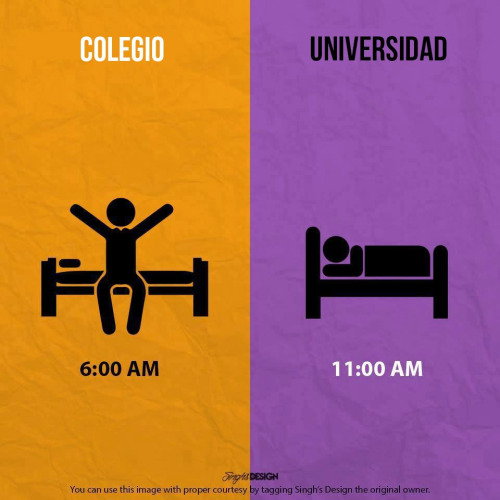 COLEGIO
UNIVERSIDAD
6:00 AM
11:00 AM
Singh's DESIGN
You can use this image with proper courtesy by tagging Singh's Design the original owner.